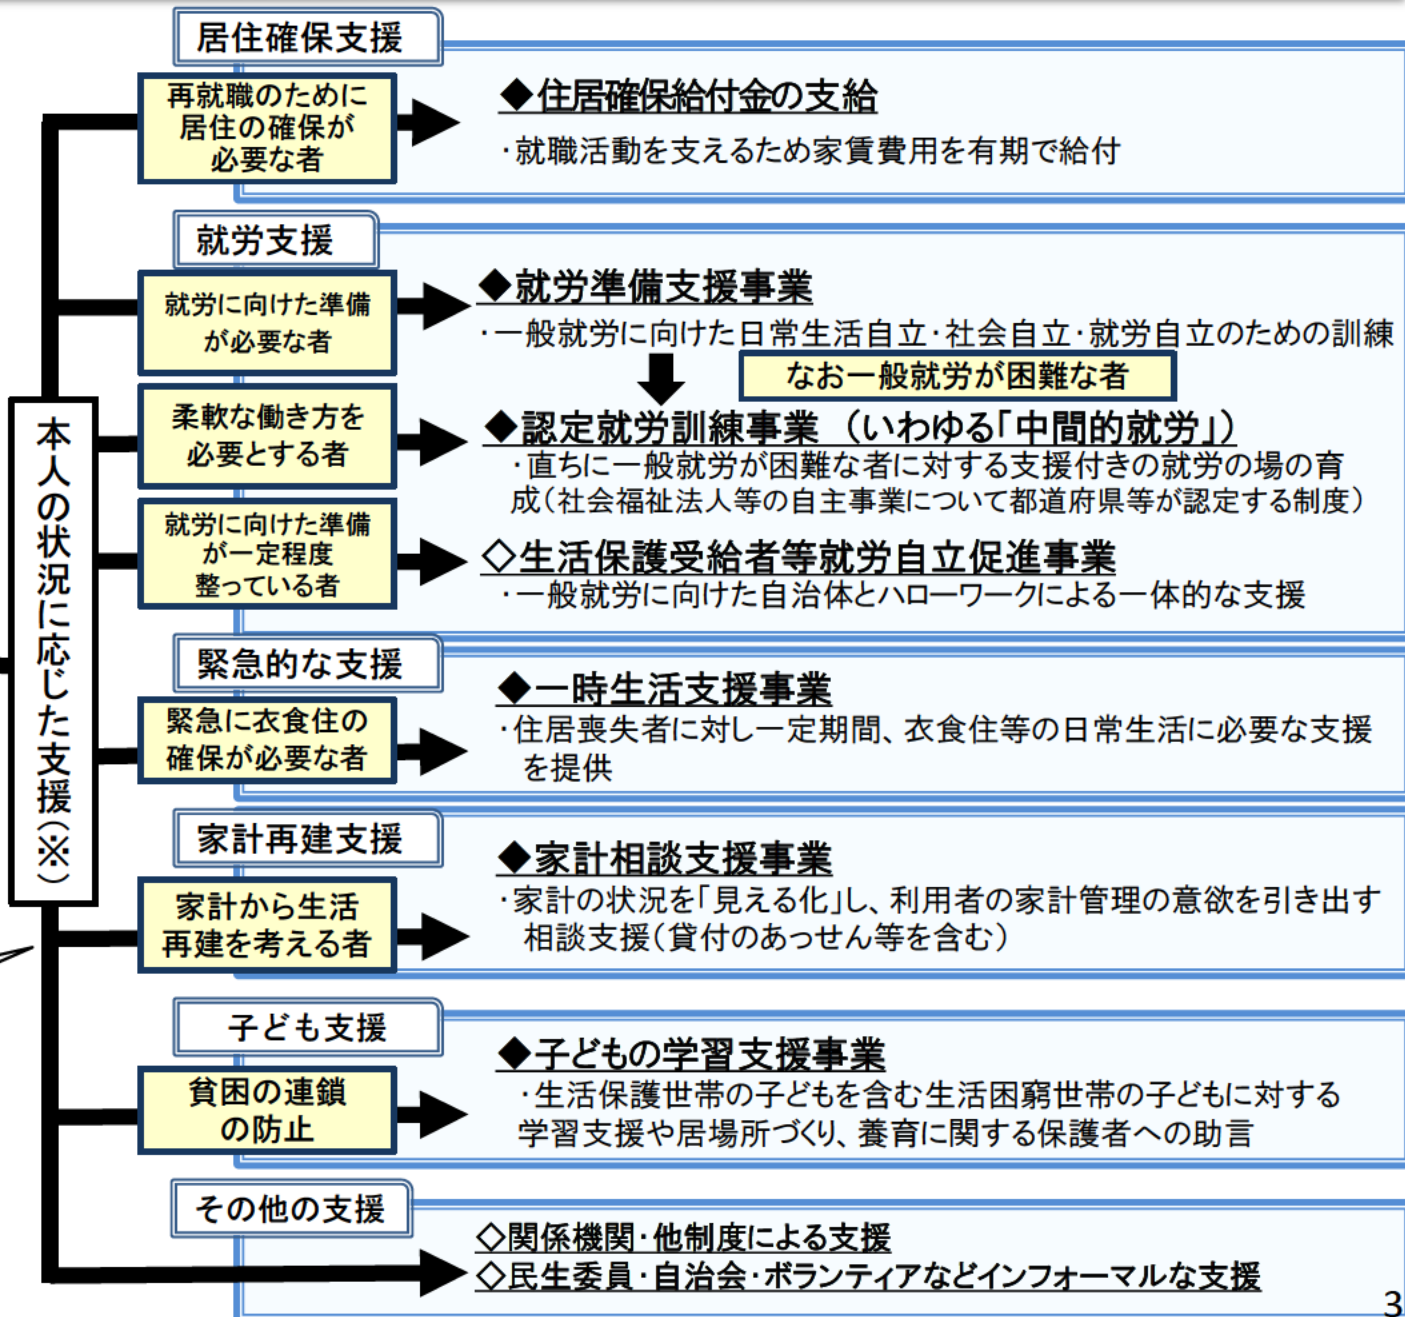 居住確保支援
再就職のために
居住の確保が
必要な者
◆住居確保給付金の支給
・就職活動を支えるため家賃費用を有期で給付
就労支援
就労に向けた準備
が必要な者
◆就労準備支援事業
・一般就労に向けた日常生活自立・社会自立・就労自立のための訓練
なお一般就労が困難な者
柔軟な働き方を
必要とする者
◆認定就労訓練事業（いわゆる「中間的就労」）
・直ちに一般就労が困難な者に対する支援付きの就労の場の育
成（社会福祉法人等の自主事業について都道府県等が認定する制度）
就労に向けた準備
が一定程度
整っている者
◇生活保護受給者等就労自立促進事業
・一般就労に向けた自治体とハローワークによる一体的な支援
本人の状況に応じた支援（※）
緊急的な支援
緊急に衣食住の
確保が必要な者
◆一時生活支援事業
・住居喪失者に対し一定期間、衣食住等の日常生活に必要な支援
を提供
家計再建支援
家計から生活
再建を考える者
◆家計相談支援事業
・家計の状況を「見える化」し、利用者の家計管理の意欲を引き出す
相談支援（貸付のあっせん等を含む）
子ども支援
貧困の連鎖
の防止
◆子どもの学習支援事業
・生活保護世帯の子どもを含む生活困窮世帯の子どもに対する
学習支援や居場所づくり、養育に関する保護者への助言
その他の支援
◇関係機関・他制度による支援
◇民生委員・自治会・ボランティアなどインフォーマルな支援
3